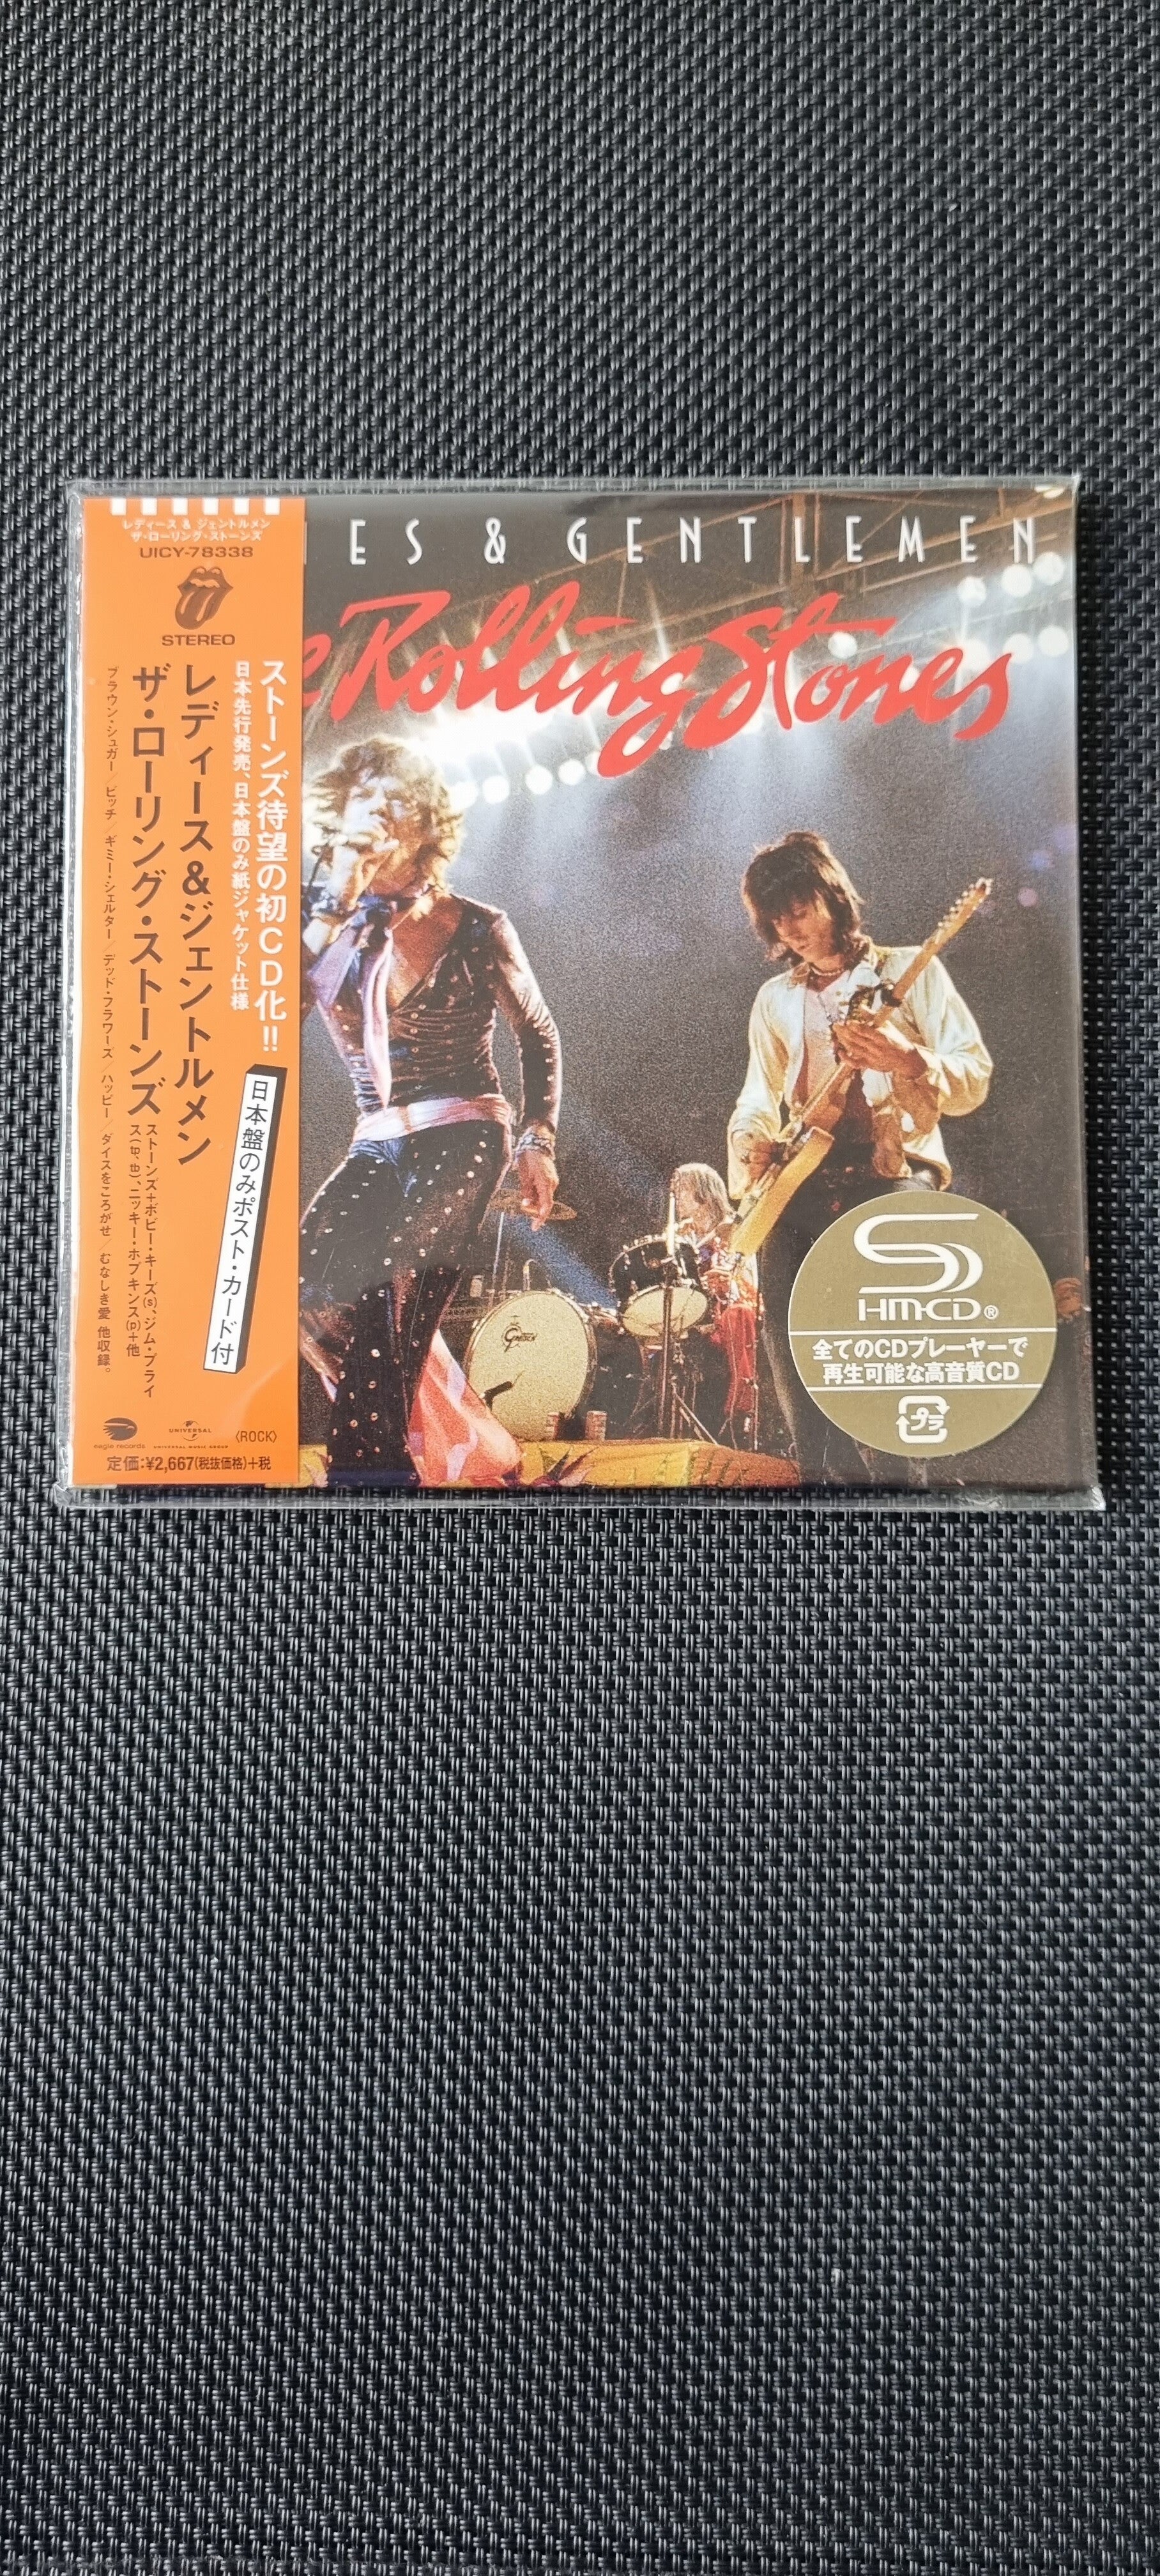 レディース & ジェントルメン
ザ・ローリング・ストーンズ
UICY-78338
STEREO
ストーンズ待望の初CD化!!
日本先行発売、日本盤のみ紙ジャケット仕様
日本盤のみポスト・カード付
レディース&ジェントルメン
ザ・ローリング・ストーンズ
ストーンズ+ボビー・キーズ(s)、ジム・プライ
ス(tp, tb)、ニッキー・ホプキンス(p)+他
ブラウン・シュガー/ビッチ/ギミー・シェルター/デッド・フラワーズ/ハッピー/ダイスをころがせ/むなしき愛 他収録。
eagle records
UNIVERSAL
UNIVERSAL MUSIC GROUP
〈ROCK〉
定価:¥2,667(税抜価格)+税
IES & GENTLEMEN
e Rolling Stones
Gretsch
SHM-CD®
全てのCDプレーヤーで
再生可能な高音質CD
プラ